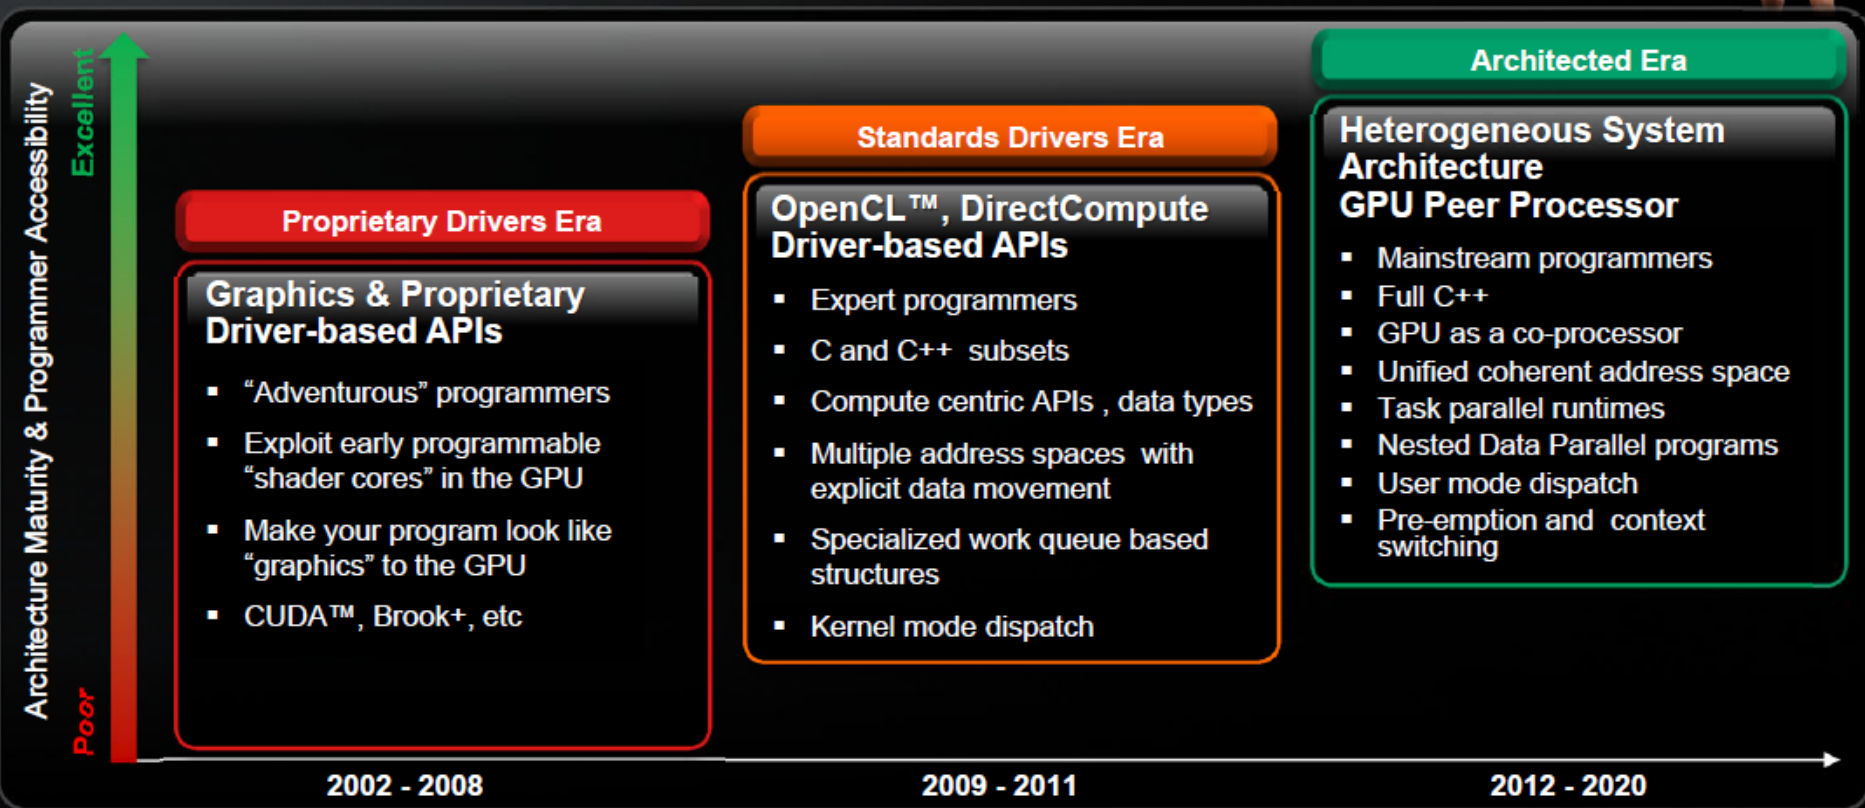 Architecture Maturity & Programmer Accessibility
Excellent
Poor
Proprietary Drivers Era
Graphics & Proprietary
Driver-based APIs
▪ “Adventurous” programmers
▪ Exploit early programmable
“shader cores” in the GPU
▪ Make your program look like
“graphics” to the GPU
▪ CUDA™, Brook+, etc
2002 - 2008
Standards Drivers Era
OpenCL™, DirectCompute
Driver-based APIs
▪ Expert programmers
▪ C and C++ subsets
▪ Compute centric APIs , data types
▪ Multiple address spaces with
explicit data movement
▪ Specialized work queue based
structures
▪ Kernel mode dispatch
2009 - 2011
Architected Era
Heterogeneous System
Architecture
GPU Peer Processor
▪ Mainstream programmers
▪ Full C++
▪ GPU as a co-processor
▪ Unified coherent address space
▪ Task parallel runtimes
▪ Nested Data Parallel programs
▪ User mode dispatch
▪ Pre-emption and context
switching
2012 - 2020